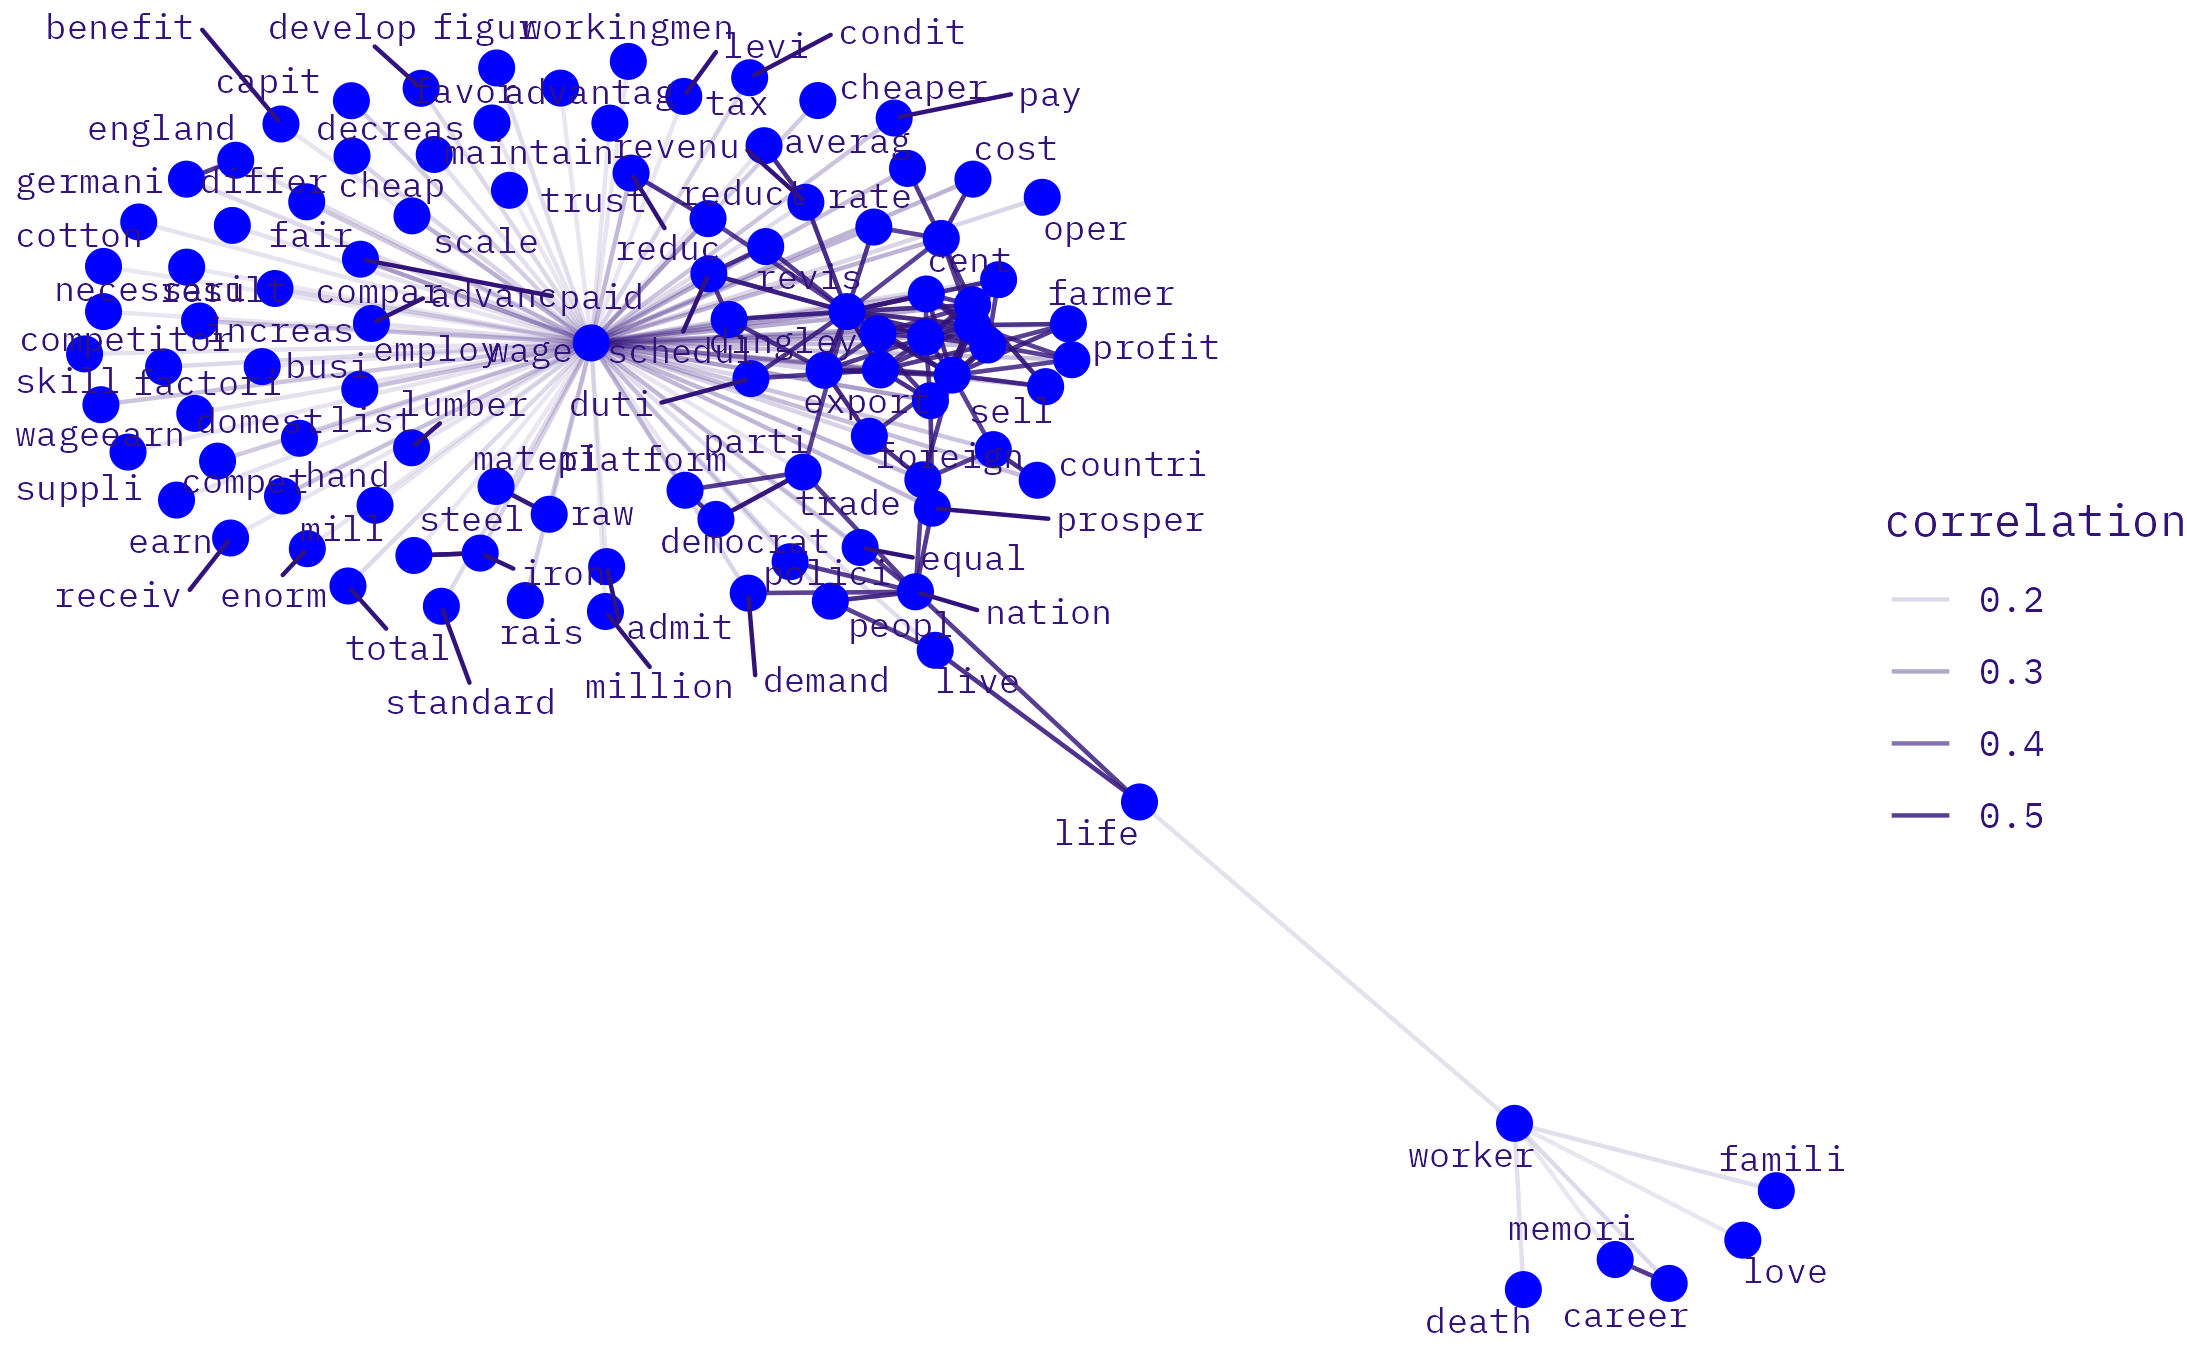 benefit
develop
figur
workingmen
levi
condit
capit
favor
advantag
tax
cheaper
pay
england
decreas
maintain
revenu
averag
cost
germani
differ
cheap
trust
reduct
rate
oper
cotton
fair
scale
reduc
revis
cent
necessari
result
compar
advanc
paid
farmer
competitor
increas
employ
wage
schedul
dingley
profit
skill
factori
busi
lumber
duti
export
sell
wageearn
domest
list
materi
platform
parti
foreign
countri
suppli
compet
hand
steel
raw
trade
prosper
earn
mill
democrat
equal
receiv
enorm
iron
polici
nation
total
rais
admit
peopl
standard
million
demand
live
life
correlation
0.2
0.3
0.4
0.5
worker
famili
memori
love
death
career